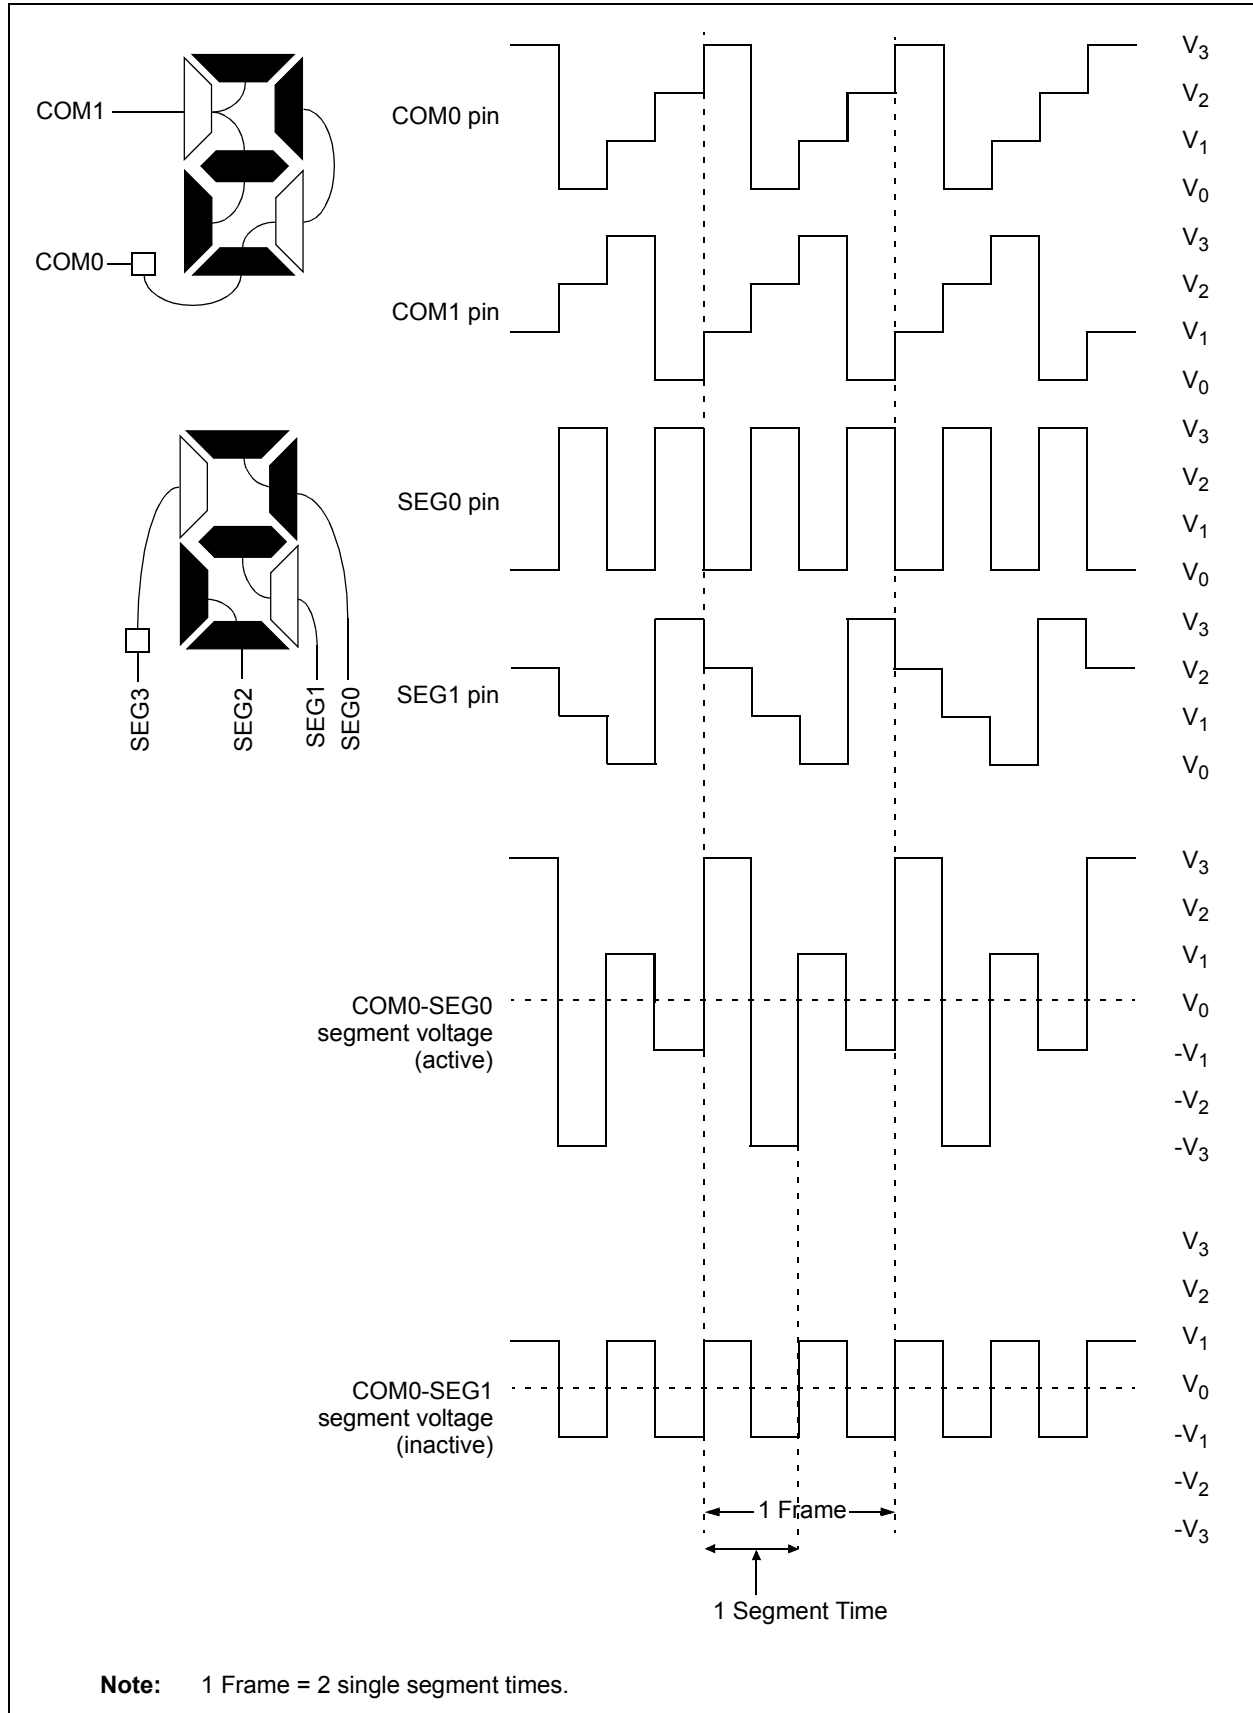 COM1
COM0
COM0 pin
V3
V2
V1
V0
COM1 pin
V3
V2
V1
V0
SEG0 pin
V3
V2
V1
V0
SEG3
SEG2
SEG1
SEG0
SEG1 pin
V3
V2
V1
V0
COM0-SEG0
segment voltage
(active)
V3
V2
V1
V0
-V1
-V2
-V3
COM0-SEG1
segment voltage
(inactive)
V3
V2
V1
V0
-V1
-V2
-V3
1 Frame
1 Segment Time
Note: 1 Frame = 2 single segment times.